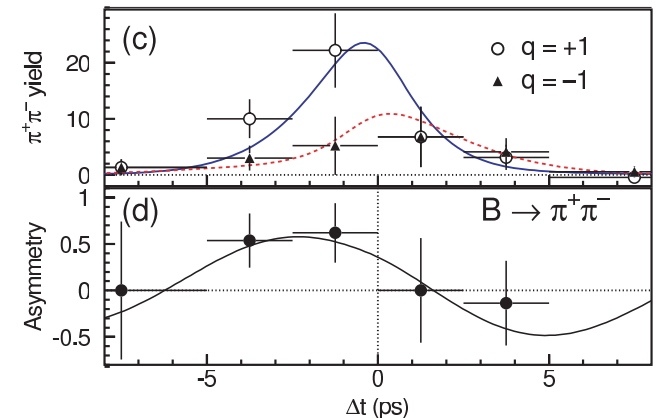 (c)
q = +1
q = −1
π⁺π⁻ yield
20
10
0
(d)
B → π⁺π⁻
Asymmetry
1
0.5
0
-0.5
-5
0
5
Δt (ps)